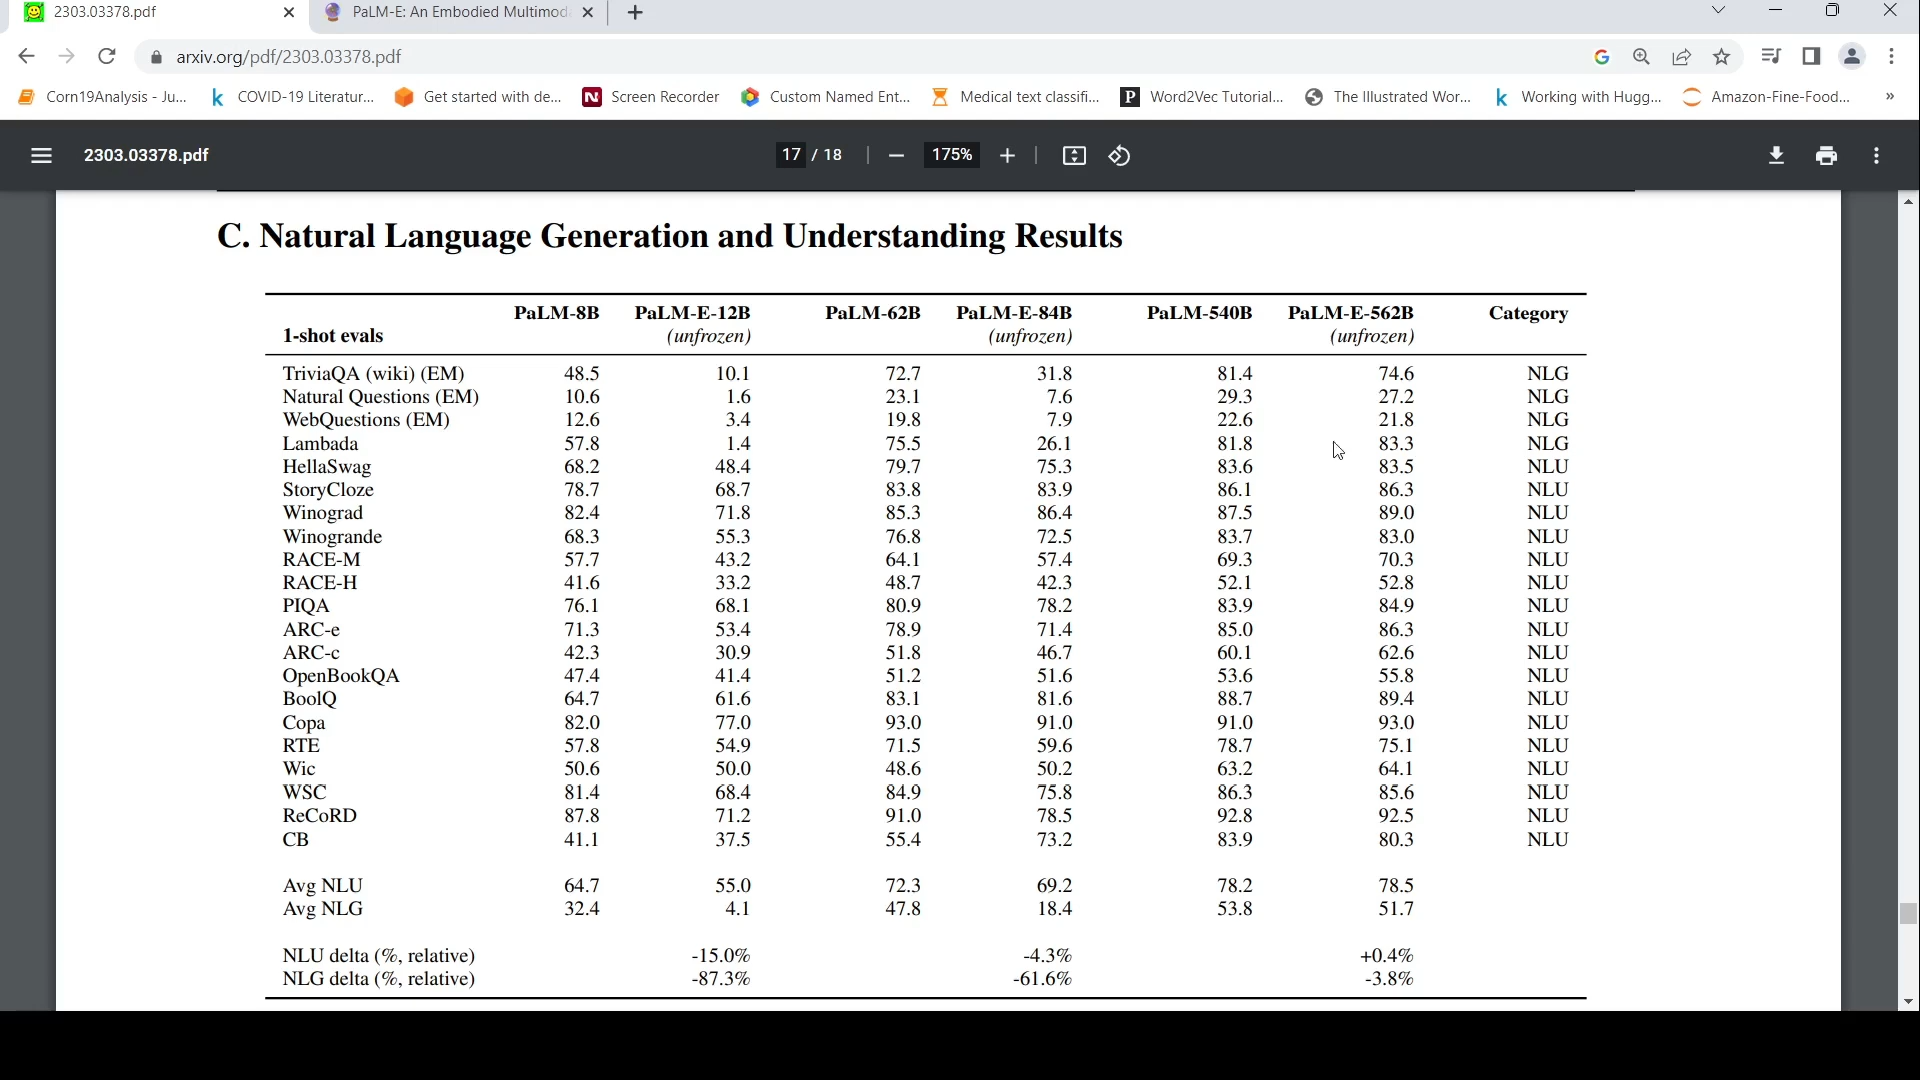 2303.03378.pdf
PaLM-E: An Embodied Multimod
arxiv.org/pdf/2303.03378.pdf
Corn19Analysis - Ju... COVID-19 Literatur... Get started with de... Screen Recorder Custom Named Ent... Medical text classifi... Word2Vec Tutorial... The Illustrated Wor... Working with Hugg... Amazon-Fine-Food... »
2303.03378.pdf 17 / 18 175%
C. Natural Language Generation and Understanding Results
PaLM-8B PaLM-E-12B PaLM-62B PaLM-E-84B PaLM-540B PaLM-E-562B Category
1-shot evals (unfrozen) (unfrozen) (unfrozen)
TriviaQA (wiki) (EM) 48.5 10.1 72.7 31.8 81.4 74.6 NLG
Natural Questions (EM) 10.6 1.6 23.1 7.6 29.3 27.2 NLG
WebQuestions (EM) 12.6 3.4 19.8 7.9 22.6 21.8 NLG
Lambada 57.8 1.4 75.5 26.1 81.8 83.3 NLG
HellaSwag 68.2 48.4 79.7 75.3 83.6 83.5 NLU
StoryCloze 78.7 68.7 83.8 83.9 86.1 86.3 NLU
Winograd 82.4 71.8 85.3 86.4 87.5 89.0 NLU
Winogrande 68.3 55.3 76.8 72.5 83.7 83.0 NLU
RACE-M 57.7 43.2 64.1 57.4 69.3 70.3 NLU
RACE-H 41.6 33.2 48.7 42.3 52.1 52.8 NLU
PIQA 76.1 68.1 80.9 78.2 83.9 84.9 NLU
ARC-e 71.3 53.4 78.9 71.4 85.0 86.3 NLU
ARC-c 42.3 30.9 51.8 46.7 60.1 62.6 NLU
OpenBookQA 47.4 41.4 51.2 51.6 53.6 55.8 NLU
BoolQ 64.7 61.6 83.1 81.6 88.7 89.4 NLU
Copa 82.0 77.0 93.0 91.0 91.0 93.0 NLU
RTE 57.8 54.9 71.5 59.6 78.7 75.1 NLU
Wic 50.6 50.0 48.6 50.2 63.2 64.1 NLU
WSC 81.4 68.4 84.9 75.8 86.3 85.6 NLU
ReCoRD 87.8 71.2 91.0 78.5 92.8 92.5 NLU
CB 41.1 37.5 55.4 73.2 83.9 80.3 NLU
Avg NLU 64.7 55.0 72.3 69.2 78.2 78.5
Avg NLG 32.4 4.1 47.8 18.4 53.8 51.7
NLU delta (%, relative) -15.0% -4.3% +0.4%
NLG delta (%, relative) -87.3% -61.6% -3.8%